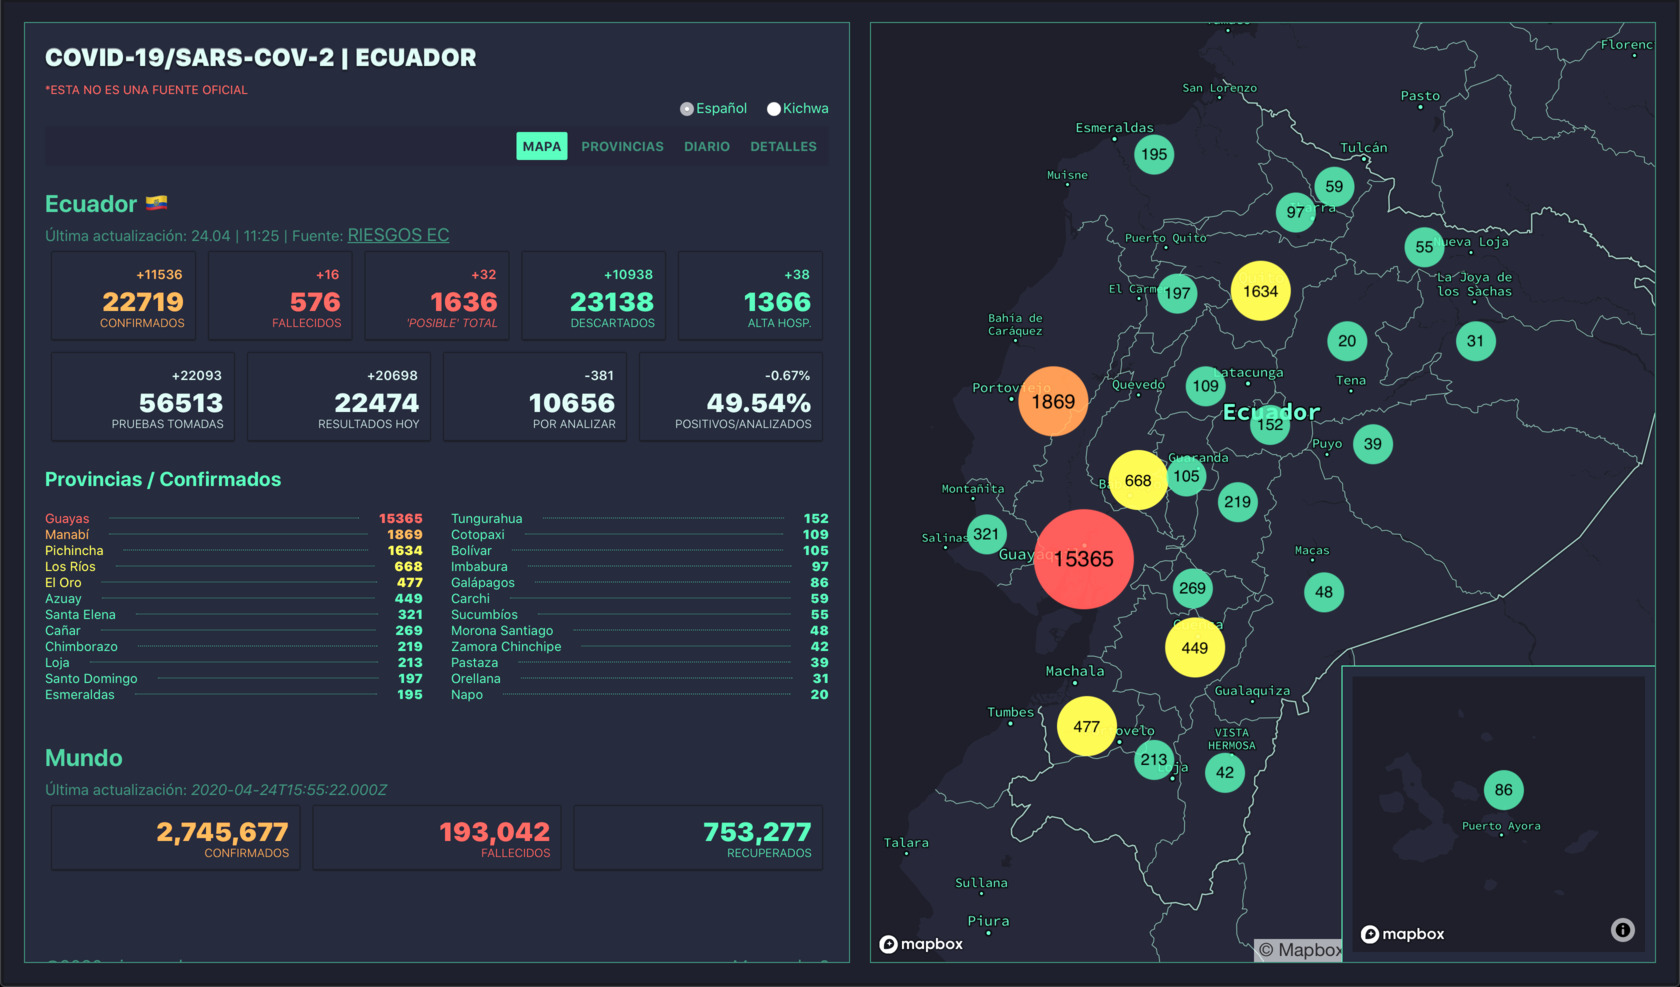 COVID-19/SARS-COV-2 | ECUADOR
*ESTA NO ES UNA FUENTE OFICIAL
Español Kichwa
MAPA PROVINCIAS DIARIO DETALLES
Ecuador
Última actualización: 24.04 | 11:25 | Fuente: RIESGOS EC
+11536
22719
CONFIRMADOS
+16
576
FALLECIDOS
+32
1636
'POSIBLE' TOTAL
+10938
23138
DESCARTADOS
+38
1366
ALTA HOSP.
+22093
56513
PRUEBAS TOMADAS
+20698
22474
RESULTADOS HOY
-381
10656
POR ANALIZAR
-0.67%
49.54%
POSITIVOS/ANALIZADOS
Provincias / Confirmados
Guayas 15365
Manabí 1869
Pichincha 1634
Los Ríos 668
El Oro 477
Azuay 449
Santa Elena 321
Cañar 269
Chimborazo 219
Loja 213
Santo Domingo 197
Esmeraldas 195
Tungurahua 152
Cotopaxi 109
Bolívar 105
Imbabura 97
Galápagos 86
Carchi 59
Sucumbíos 55
Morona Santiago 48
Zamora Chinchipe 42
Pastaza 39
Orellana 31
Napo 20
Mundo
Última actualización: 2020-04-24T15:55:22.000Z
2,745,677
CONFIRMADOS
193,042
FALLECIDOS
753,277
RECUPERADOS
Florenc
San Lorenzo
Pasto
Esmeraldas
195
Tulcán
Muisne
59
97
Puerto Quito
55
Nueva Loja
La Joya de
los Sachas
El Carme
197
1634
Bahía de
Caráquez
20
31
Portoviejo
1869
Quevedo
109
Latacunga
Tena
Ecuador
152
Puyo
39
Guaranda
668
105
Montañita
219
Salinas
321
Guayaq
15365
Macas
269
48
449
Machala
Gualaquiza
Tumbes
477
ovelo
VISTA
HERMOSA
213
Loja
42
Talara
Sullana
Piura
mapbox
© Mapbox
86
Puerto Ayora
mapbox